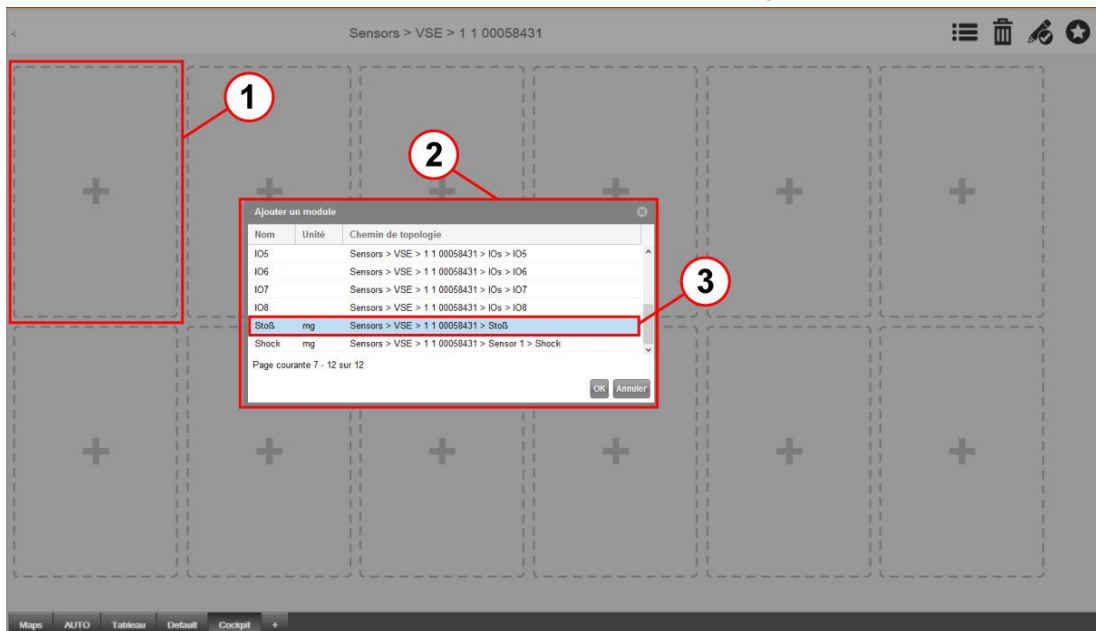 <
Sensors > VSE > 1 1 00058431
1
2
3
Ajouter un module
Nom Unité Chemin de topologie
IO5 Sensors > VSE > 1 1 00058431 > IOs > IO5
IO6 Sensors > VSE > 1 1 00058431 > IOs > IO6
IO7 Sensors > VSE > 1 1 00058431 > IOs > IO7
IO8 Sensors > VSE > 1 1 00058431 > IOs > IO8
Stoß mg Sensors > VSE > 1 1 00058431 > Stoß
Shock mg Sensors > VSE > 1 1 00058431 > Sensor 1 > Shock
Page courante 7 - 12 sur 12
OK Annuler
Maps AUTO Tableau Default Cockpit +